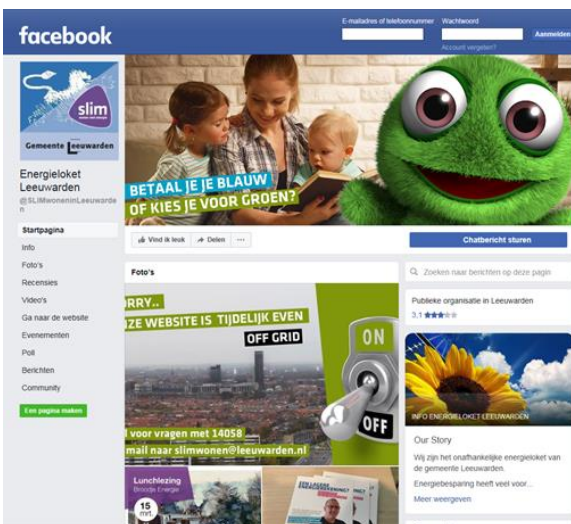 facebook
E-mailadres of telefoonnummer
Wachtwoord
Aanmelden
Account vergeten?
slim
Gemeente Leeuwarden
Energieloket
Leeuwarden
@SLIMwoneninLeeuwarde
n
Startpagina
Info
Foto's
Recensies
Video's
Ga naar de website
Evenementen
Poll
Berichten
Community
Een pagina maken
BETAAL JE JE BLAUW
OF KIES JE VOOR GROEN?
Vind ik leuk
Delen
Chatbericht sturen
Foto's
ORRY..
ZE WEBSITE IS TIJDELIJK EVEN
OFF GRID
ON
OFF
l voor vragen met 14058
mail naar slimwonen@leeuwarden.nl
Lunchlezing
Broodje Energie
15
mrt.
Zoeken naar berichten op deze pagin
Publieke organisatie in Leeuwarden
3,1
INFO ENERGIELOKET LEEUWARDEN
Our Story
Wij zijn het onafhankelijke energieloket van
de gemeente Leeuwarden.
Energiebesparing heeft veel voor...
Meer weergeven